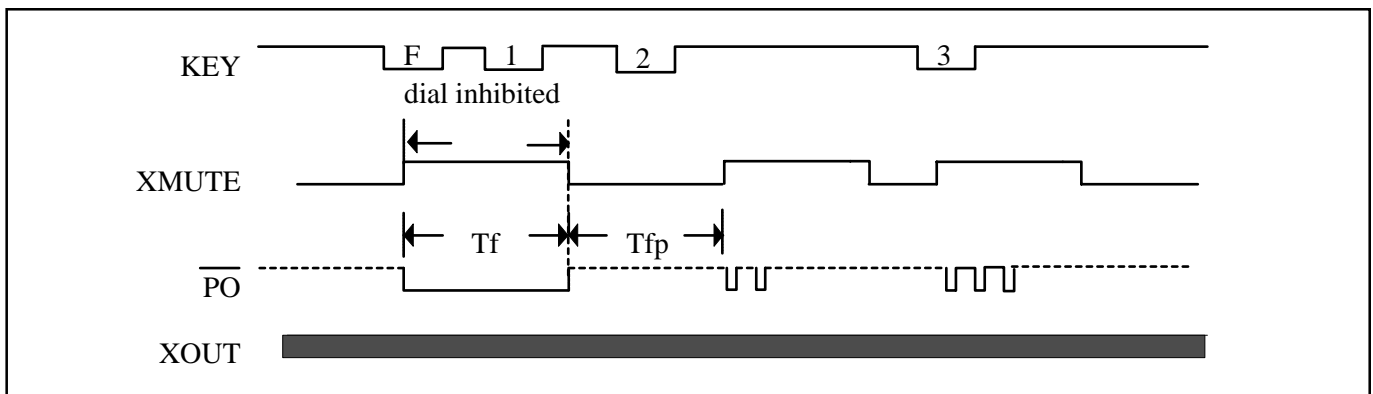 KEY F 1 2 3
dial inhibited
XMUTE
Tf Tfp
PO
XOUT